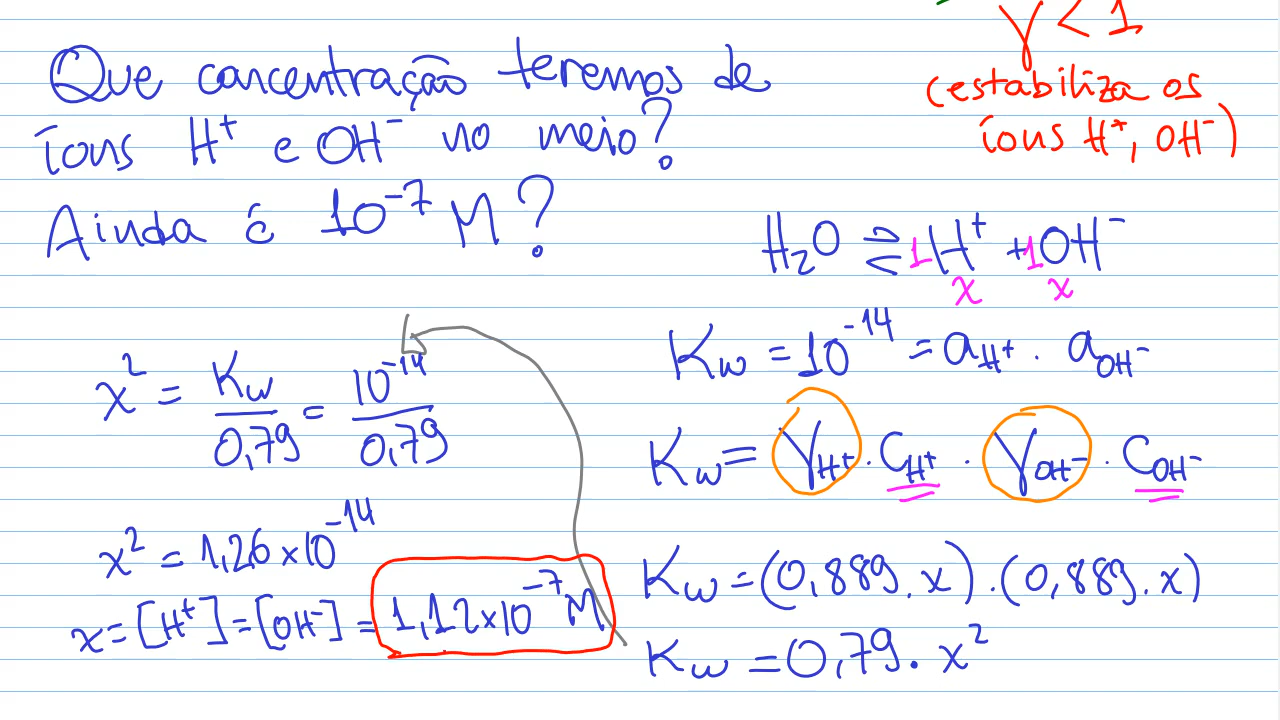 γ < 1
(estabiliza os
íons H⁺, OH⁻)
Que concentração teremos de
íons H⁺ e OH⁻ no meio?
Ainda é 10⁻⁷ M?
H₂O ⇌ 1H⁺ + 1OH⁻
x x
Kw = 10⁻¹⁴ = aH⁺ . aOH⁻
Kw = γH⁺ . CH⁺ . γOH⁻ . COH⁻
Kw = (0,889 . x) . (0,889 . x)
Kw = 0,79 . x²
x² = Kw/0,79 = 10⁻¹⁴/0,79
x² = 1,26 x 10⁻¹⁴
x = [H⁺] = [OH⁻] = 1,12 x 10⁻⁷ M